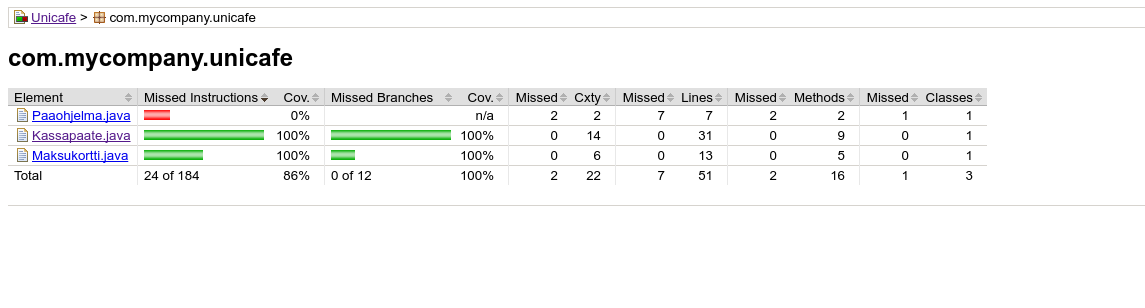 Unicafe > com.mycompany.unicafe
com.mycompany.unicafe
Element Missed Instructions Cov. Missed Branches Cov. Missed Cxty Missed Lines Missed Methods Missed Classes
Paaohjelma.java 0% n/a 2 2 7 7 2 2 1 1
Kassapaate.java 100% 100% 0 14 0 31 0 9 0 1
Maksukortti.java 100% 100% 0 6 0 13 0 5 0 1
Total 24 of 184 86% 0 of 12 100% 2 22 7 51 2 16 1 3